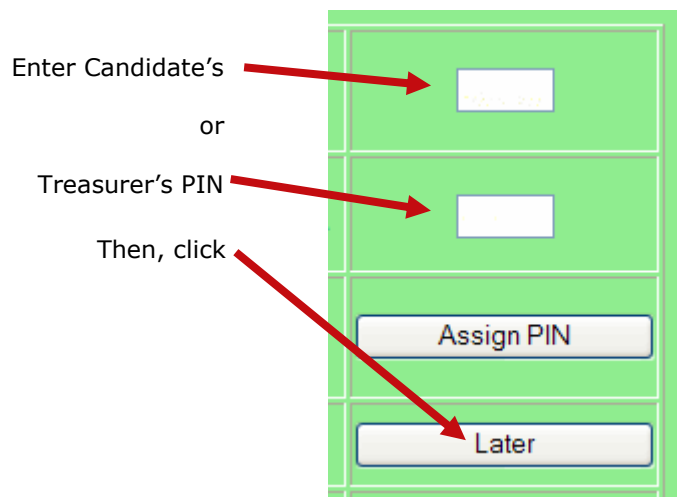 Enter Candidate’s
or
Treasurer’s PIN
Then, click
Assign PIN
Later